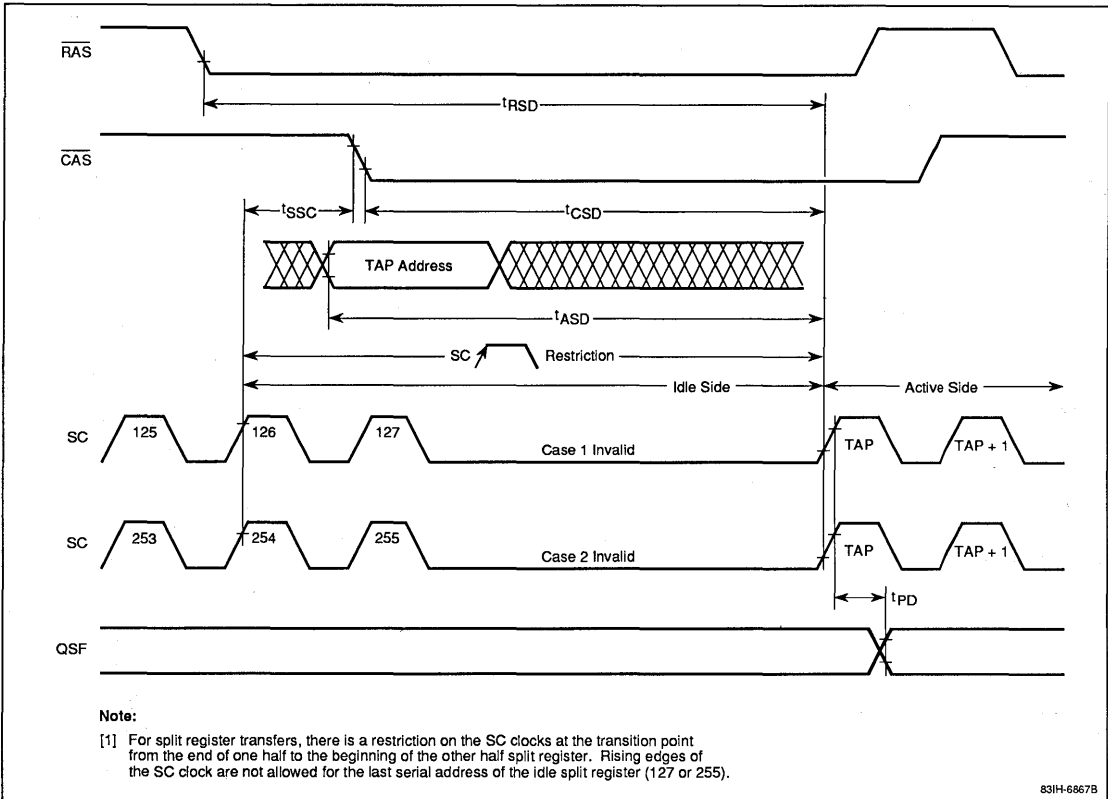 RAS
tRSD
CAS
tSSC
tCSD
TAP Address
tASD
SC Restriction
Idle Side
Active Side
SC 125 126 127 Case 1 Invalid TAP TAP + 1
SC 253 254 255 Case 2 Invalid TAP TAP + 1
tPD
QSF
Note:
[1] For split register transfers, there is a restriction on the SC clocks at the transition point
from the end of one half to the beginning of the other half split register. Rising edges of
the SC clock are not allowed for the last serial address of the idle split register (127 or 255).
83IH-6867B